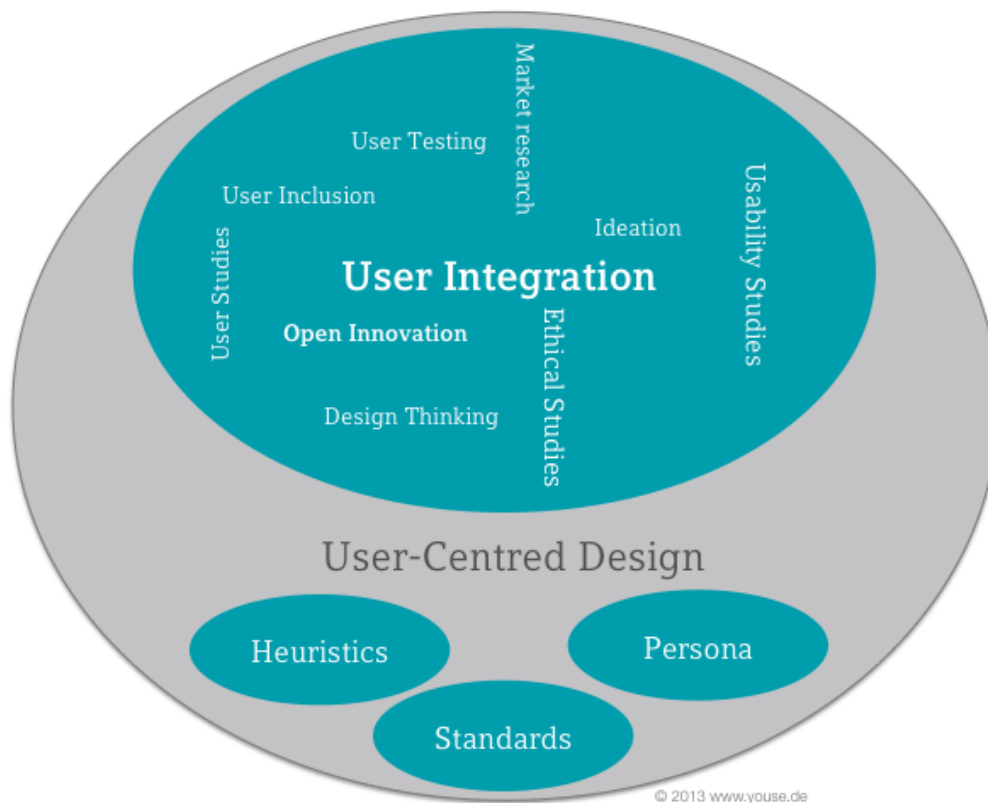 Market research
User Testing
User Inclusion
Usability Studies
Ideation
User Studies
User Integration
Open Innovation
Ethical Studies
Design Thinking
User-Centred Design
Heuristics
Persona
Standards
© 2013 www.youse.de